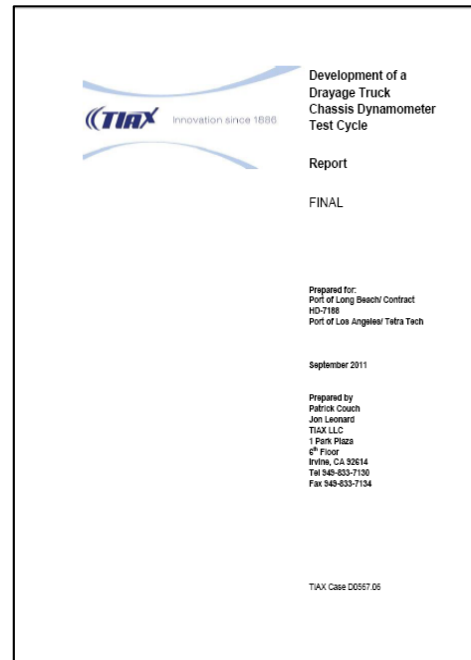 TIAX Innovation since 1886
Development of a
Drayage Truck
Chassis Dynamometer
Test Cycle
Report
FINAL
Prepared for:
Port of Long Beach/ Contract
HD-7188
Port of Los Angeles/ Tetra Tech
September 2011
Prepared by
Patrick Couch
Jon Leonard
TIAX LLC
1 Park Plaza
6th Floor
Irvine, CA 92614
Tel 949-833-7130
Fax 949-833-7134
TIAX Case D0567.06